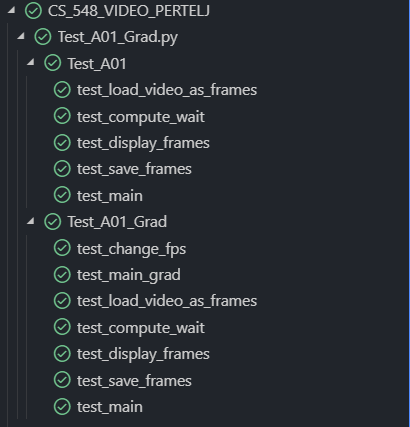 CS_548_VIDEO_PERTELJ
Test_A01_Grad.py
Test_A01
test_load_video_as_frames
test_compute_wait
test_display_frames
test_save_frames
test_main
Test_A01_Grad
test_change_fps
test_main_grad
test_load_video_as_frames
test_compute_wait
test_display_frames
test_save_frames
test_main